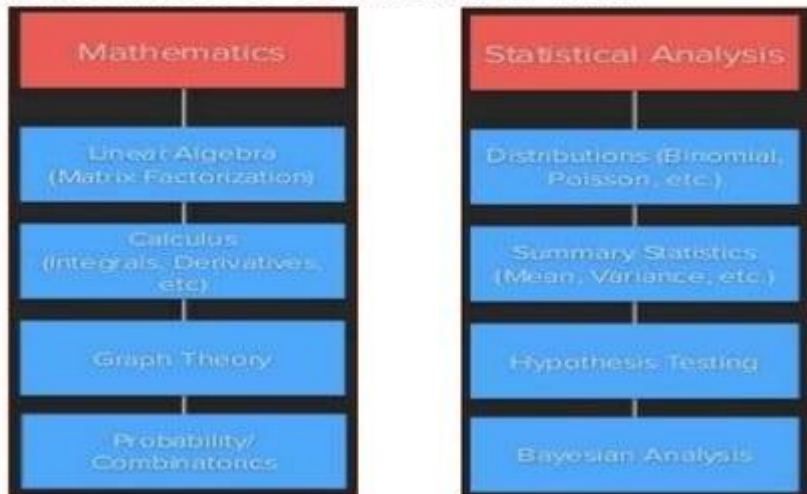 Mathematics
Linear Algebra
(Matrix Factorization)
Calculus
(Integrals, Derivatives,
etc)
Graph Theory
Probability/
Combinatorics
Statistical Analysis
Distributions (Binomial,
Poisson, etc.)
Summary Statistics
(Mean, Variance, etc.)
Hypothesis Testing
Bayesian Analysis